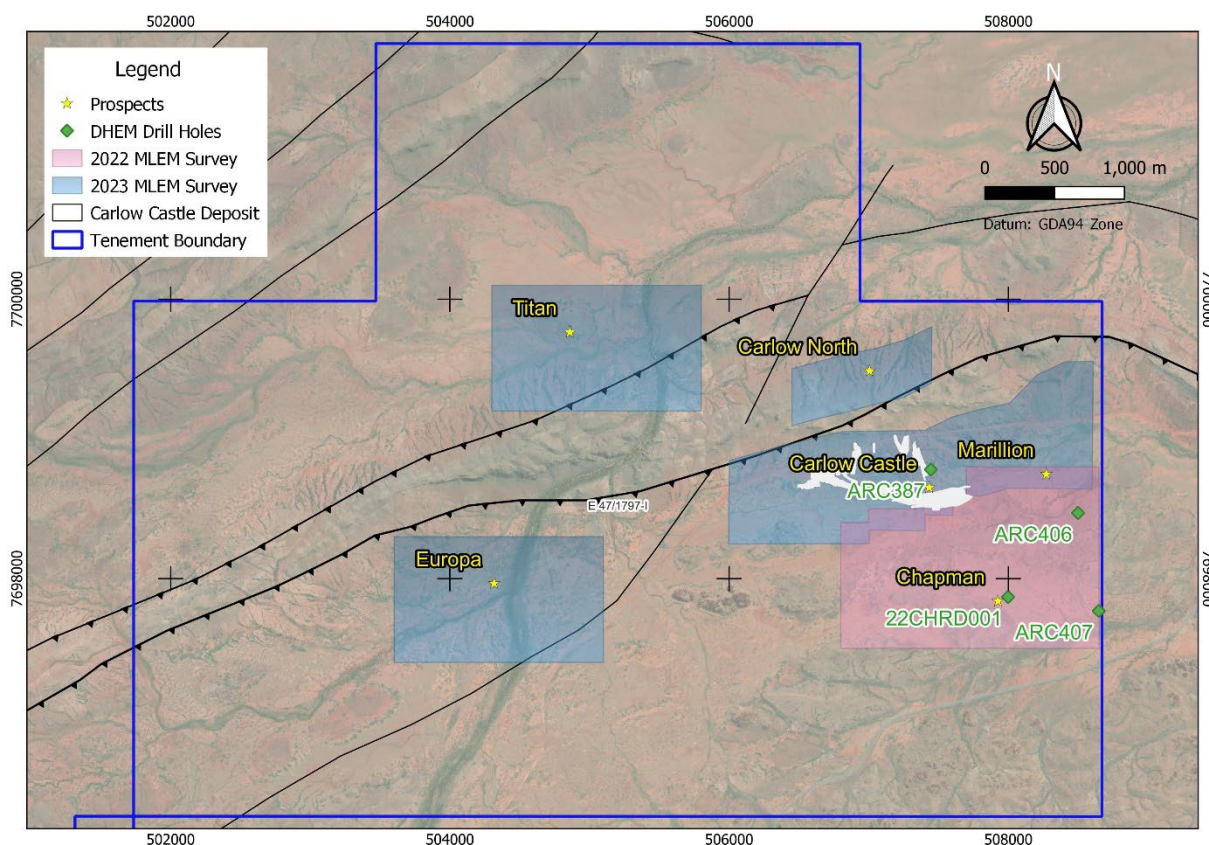 502000 504000 506000 508000
Legend
Prospects
DHEM Drill Holes
2022 MLEM Survey
2023 MLEM Survey
Carlow Castle Deposit
Tenement Boundary
N
0 500 1,000 m
Datum: GDA94 Zone
7700000 7700000
Titan
Carlow North
Carlow Castle
Marillion
ARC387
E 47/1797-I
ARC406
Europa
7698000 7698000
Chapman
22CHRD001
ARC407
502000 504000 506000 508000